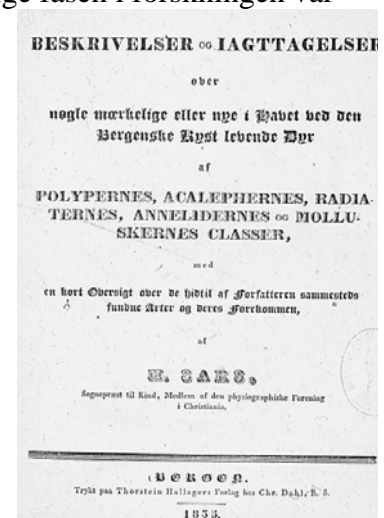 ge fasen i forskningen var
BESKRIVELSER OG IAGTTAGELSER
over
nogle mærkelige eller nye i Havet ved den
Bergenske Kyst levende Dyr
af
POLYPERNES, ACALEPHERNES, RADIA-
TERNES, ANNELIDERNES OG MOLLU-
SKERNES CLASSER,
med
en kort Oversigt over de hidtil af Forfatteren sammesteds
fundne Arter og deres Forekommen,
af
M. SARS,
Sognepræst til Kind, Medlem af den physiographiske Forening
i Christiania.
BERGEN.
Trykt paa Thorstein Hallagers Forlag hos Chr. Dahl, R. S.
1835.